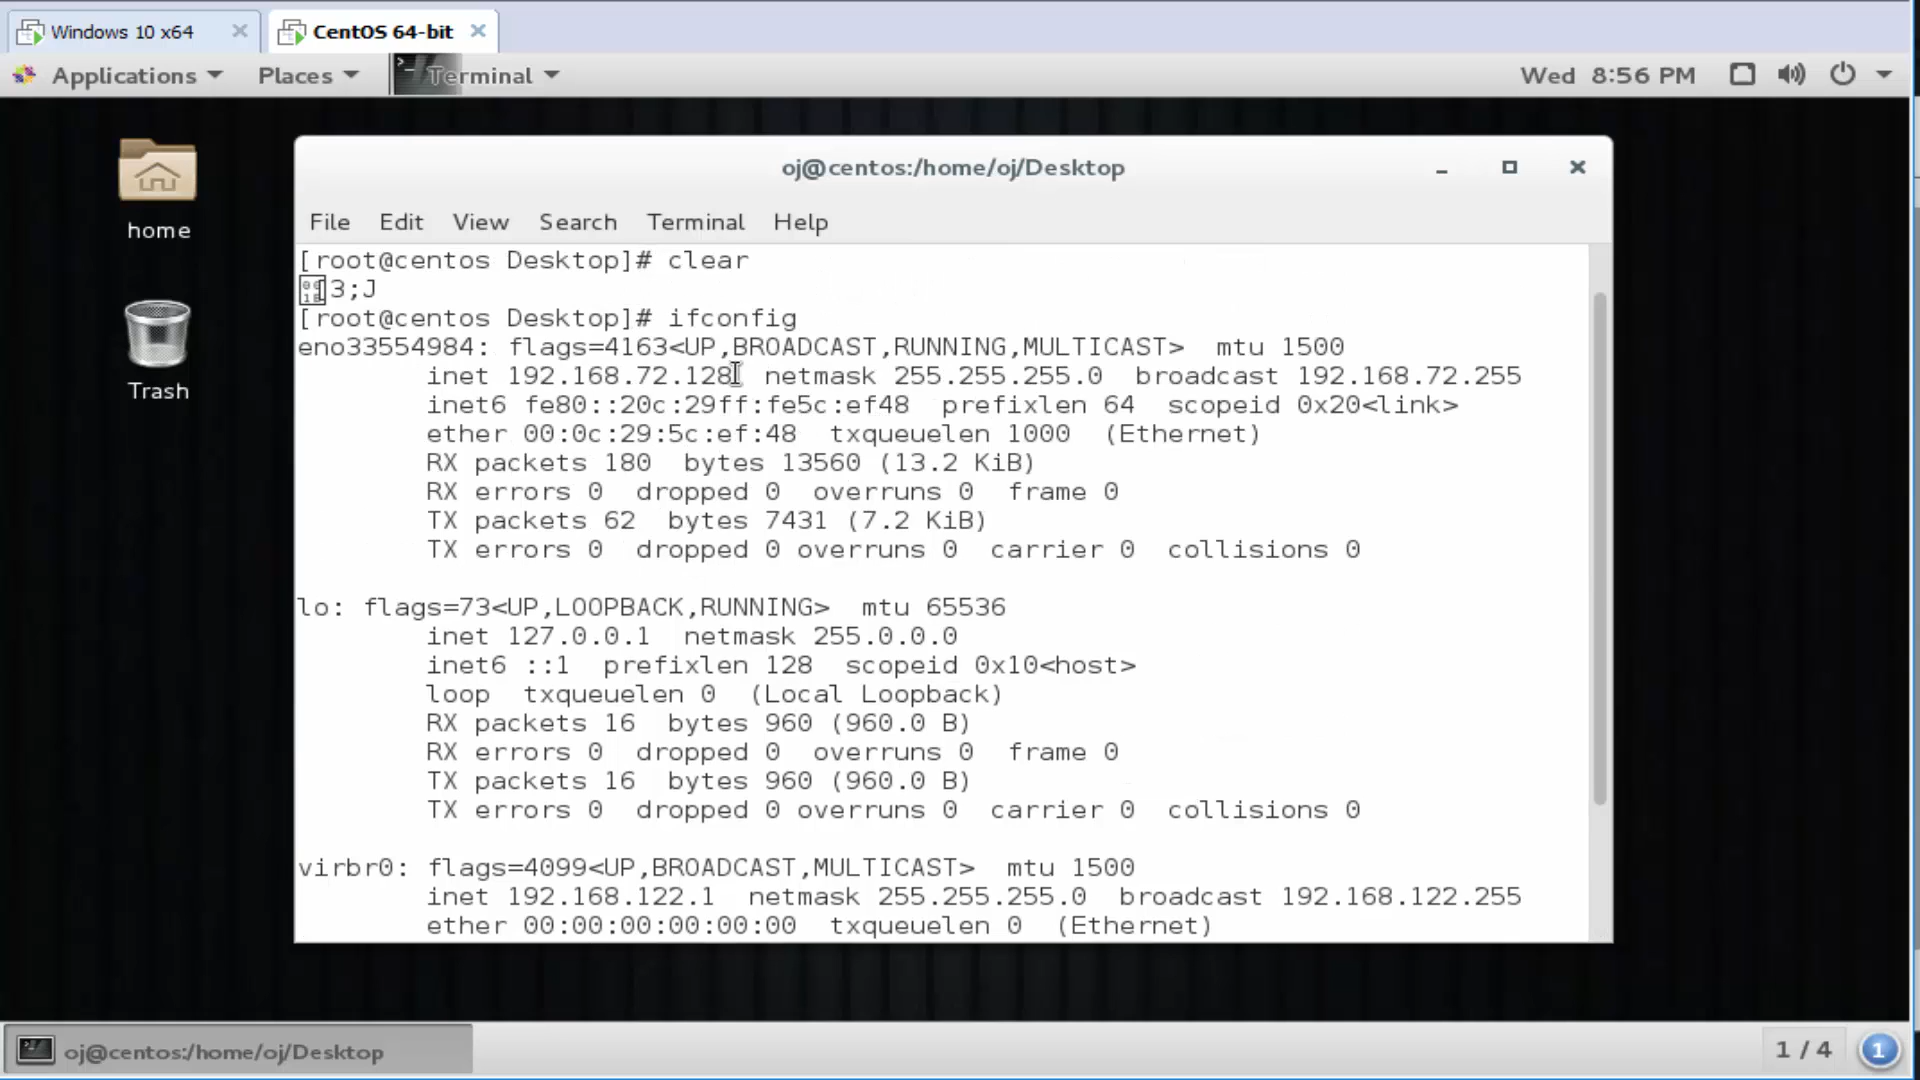 Windows 10 x64
CentOS 64-bit
Applications Places Terminal Wed 8:56 PM
home
Trash
oj@centos:/home/oj/Desktop
File Edit View Search Terminal Help
[root@centos Desktop]# clear
3;J
[root@centos Desktop]# ifconfig
eno33554984: flags=4163<UP,BROADCAST,RUNNING,MULTICAST> mtu 1500
inet 192.168.72.128 netmask 255.255.255.0 broadcast 192.168.72.255
inet6 fe80::20c:29ff:fe5c:ef48 prefixlen 64 scopeid 0x20<link>
ether 00:0c:29:5c:ef:48 txqueuelen 1000 (Ethernet)
RX packets 180 bytes 13560 (13.2 KiB)
RX errors 0 dropped 0 overruns 0 frame 0
TX packets 62 bytes 7431 (7.2 KiB)
TX errors 0 dropped 0 overruns 0 carrier 0 collisions 0
lo: flags=73<UP,LOOPBACK,RUNNING> mtu 65536
inet 127.0.0.1 netmask 255.0.0.0
inet6 ::1 prefixlen 128 scopeid 0x10<host>
loop txqueuelen 0 (Local Loopback)
RX packets 16 bytes 960 (960.0 B)
RX errors 0 dropped 0 overruns 0 frame 0
TX packets 16 bytes 960 (960.0 B)
TX errors 0 dropped 0 overruns 0 carrier 0 collisions 0
virbr0: flags=4099<UP,BROADCAST,MULTICAST> mtu 1500
inet 192.168.122.1 netmask 255.255.255.0 broadcast 192.168.122.255
ether 00:00:00:00:00:00 txqueuelen 0 (Ethernet)
oj@centos:/home/oj/Desktop
1 / 4
1